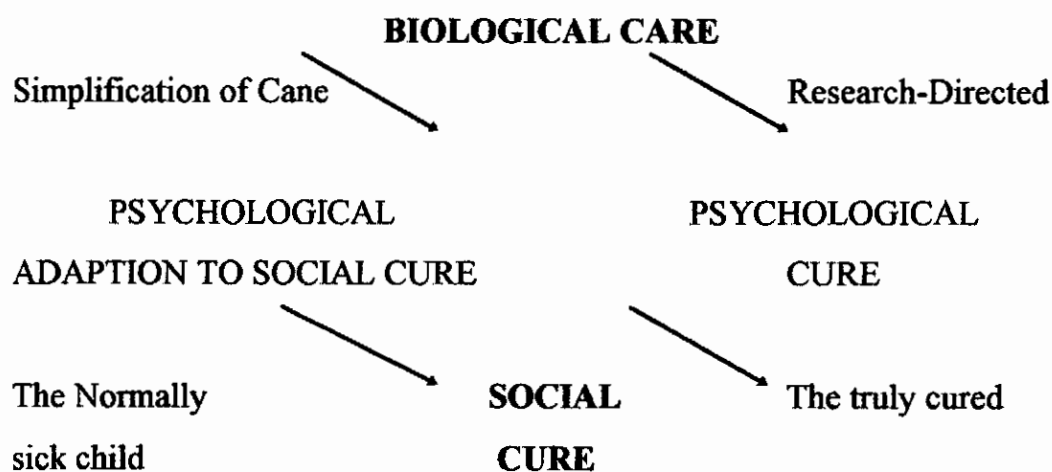 BIOLOGICAL CARE
Simplification of Cane Research-Directed
PSYCHOLOGICAL PSYCHOLOGICAL
ADAPTION TO SOCIAL CURE CURE
The Normally SOCIAL The truly cured
sick child CURE